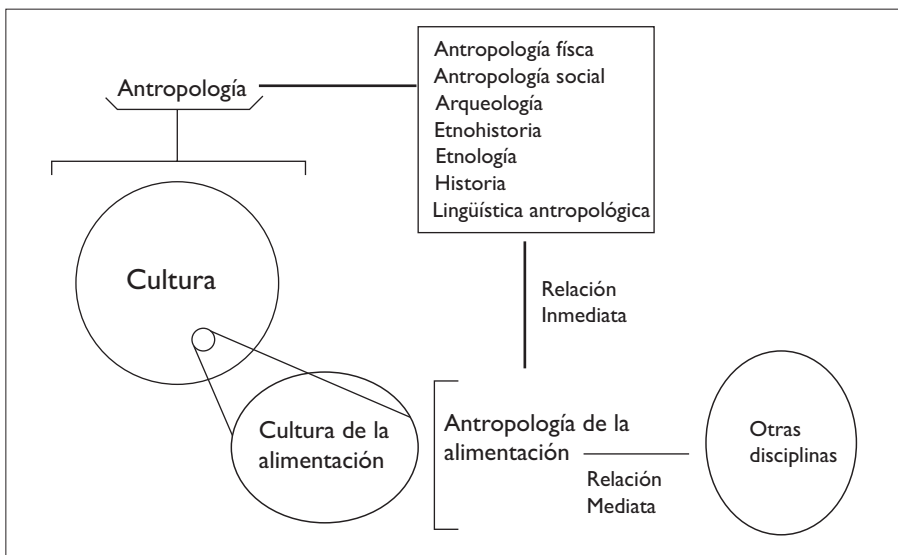 Antropología
Antropología físca
Antropología social
Arqueología
Etnohistoria
Etnología
Historia
Lingüística antropológica
Cultura
Relación
Inmediata
Cultura de la
alimentación
Antropología de la
alimentación
Relación
Mediata
Otras
disciplinas